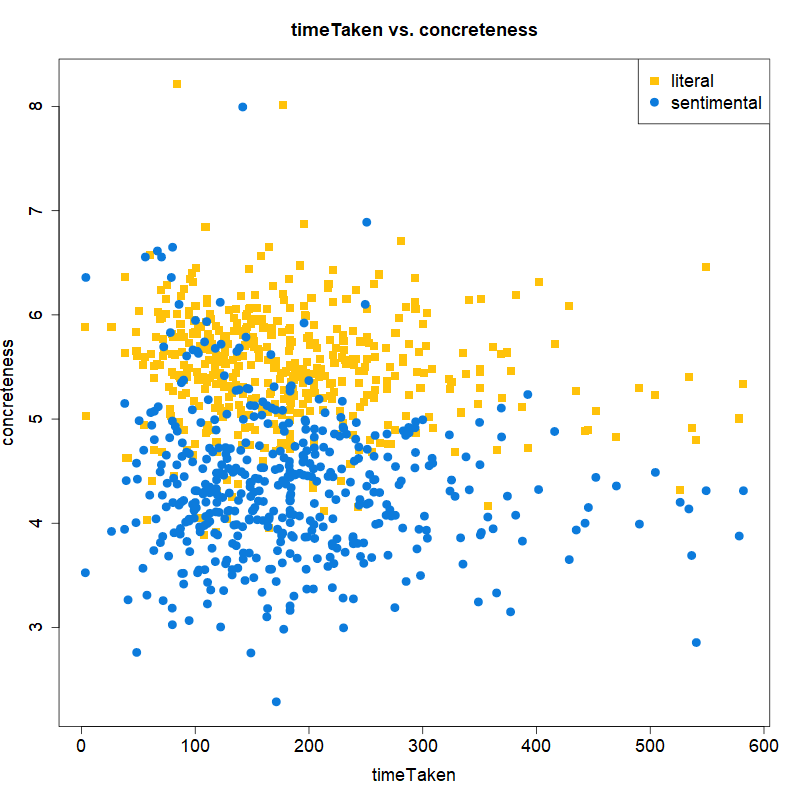 timeTaken vs. concreteness
literal
sentimental
8
7
6
5
4
3
concreteness
0 100 200 300 400 500 600
timeTaken